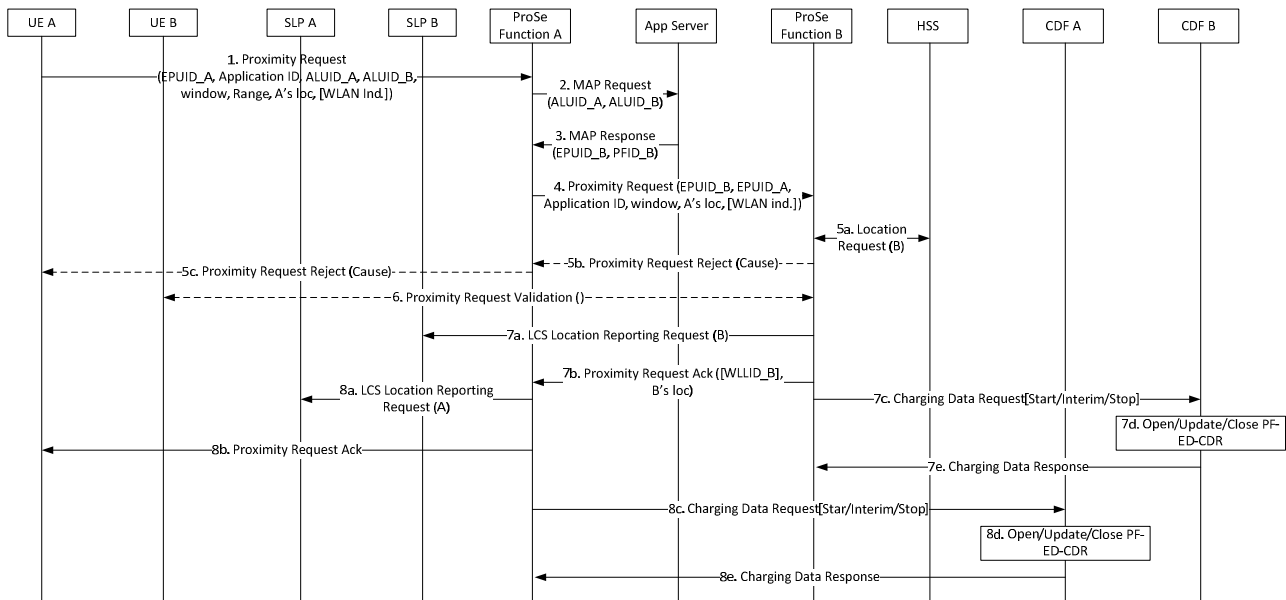 UE A
UE B
SLP A
SLP B
ProSe
Function A
App Server
ProSe
Function B
HSS
CDF A
CDF B
1. Proximity Request
(EPUID_A, Application ID, ALUID_A, ALUID_B,
window, Range, A's loc, [WLAN Ind.])
2. MAP Request
(ALUID_A, ALUID_B)
3. MAP Response
(EPUID_B, PFID_B)
4. Proximity Request (EPUID_B, EPUID_A,
Application ID, window, A's loc, [WLAN ind.])
5a. Location
Request (B)
5b. Proximity Request Reject (Cause)
5c. Proximity Request Reject (Cause)
6. Proximity Request Validation ()
7a. LCS Location Reporting Request (B)
7b. Proximity Request Ack ([WLLID_B],
B's loc)
8a. LCS Location Reporting
Request (A)
7c. Charging Data Request[Start/Interim/Stop]
7d. Open/Update/Close PF-
ED-CDR
8b. Proximity Request Ack
7e. Charging Data Response
8c. Charging Data Request[Star/Interim/Stop]
8d. Open/Update/Close PF-
ED-CDR
8e. Charging Data Response